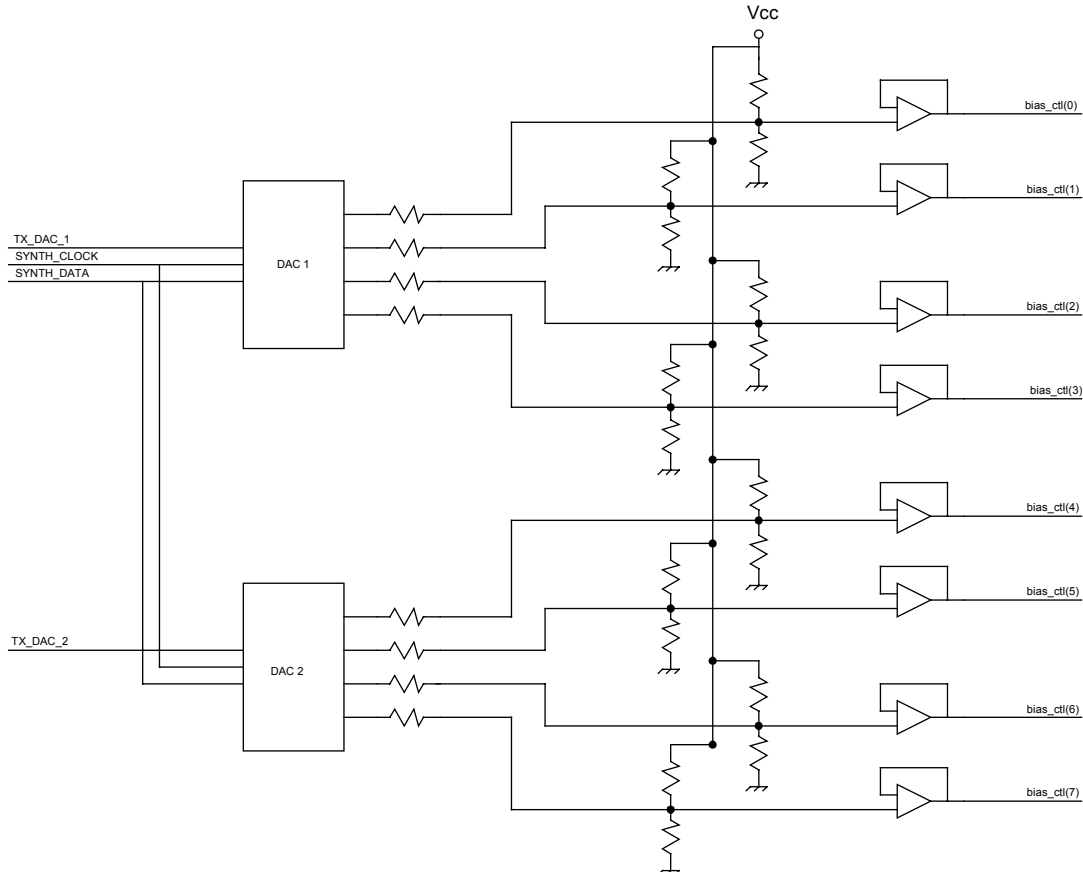 Vcc
bias_ctl(0)
bias_ctl(1)
TX_DAC_1
SYNTH_CLOCK
DAC 1
SYNTH_DATA
bias_ctl(2)
bias_ctl(3)
bias_ctl(4)
bias_ctl(5)
TX_DAC_2
DAC 2
bias_ctl(6)
bias_ctl(7)